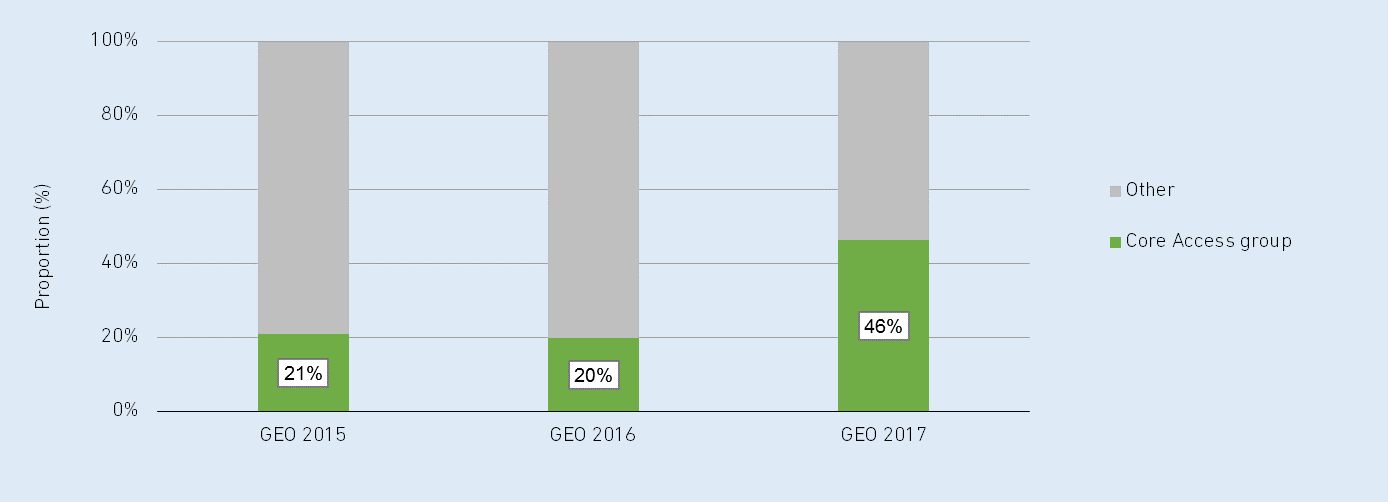 100%
80%
60%
40%
20%
0%
Proportion (%)
21%
20%
46%
GEO 2015
GEO 2016
GEO 2017
Other
Core Access group